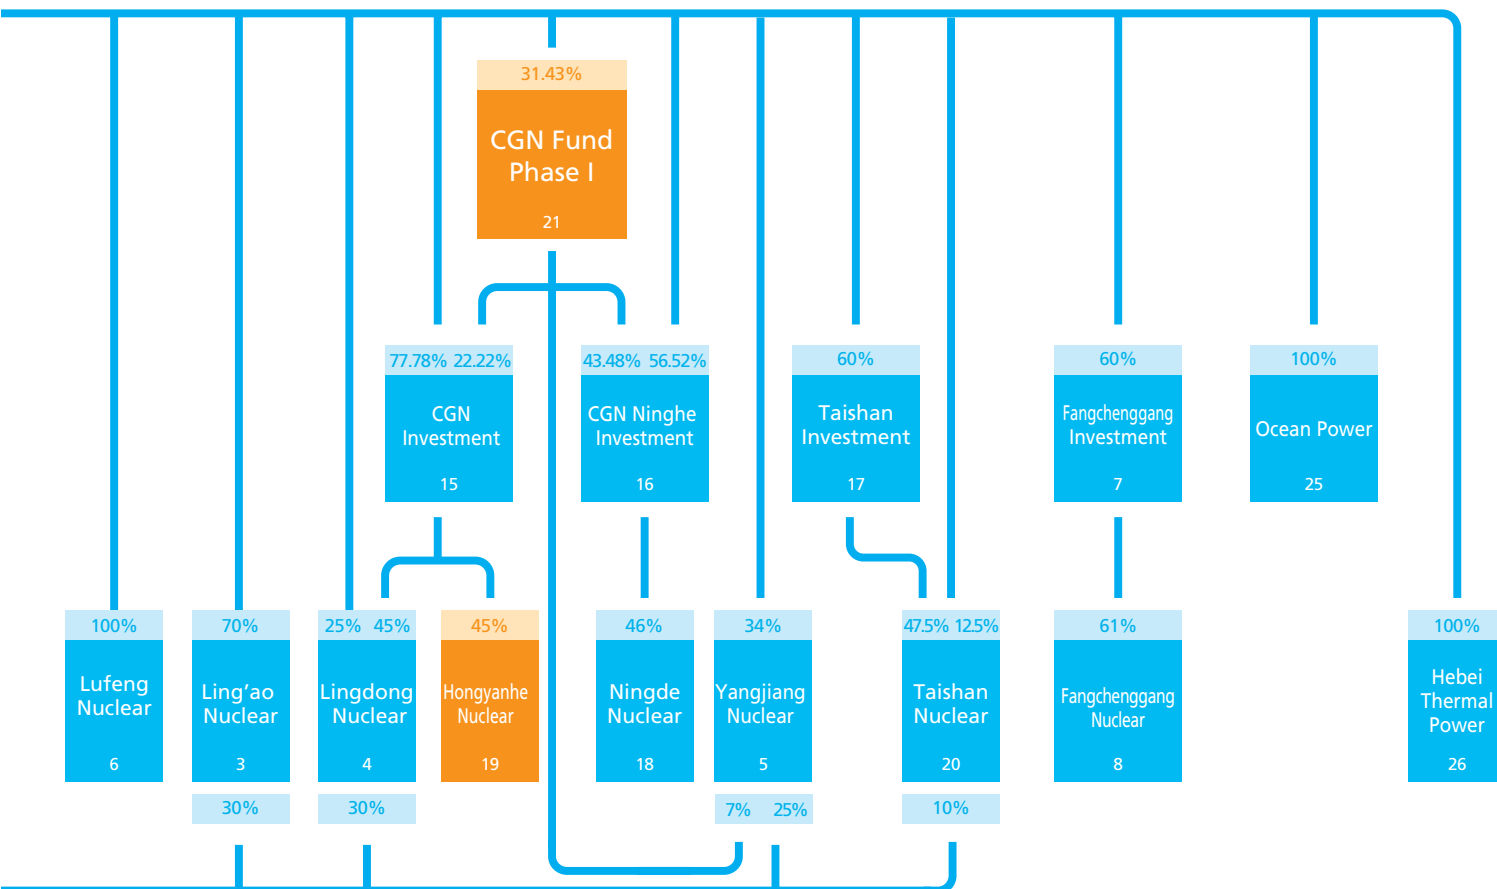 31.43%
CGN Fund
Phase I
21
77.78% 22.22%
CGN
Investment
15
43.48% 56.52%
CGN Ninghe
Investment
16
60%
Taishan
Investment
17
60%
Fangchenggang
Investment
7
100%
Ocean Power
25
100%
Lufeng
Nuclear
6
70%
Ling’ao
Nuclear
3
30%
25% 45%
Lingdong
Nuclear
4
30%
45%
Hongyanhe
Nuclear
19
46%
Ningde
Nuclear
18
34%
Yangjiang
Nuclear
5
7% 25%
47.5% 12.5%
Taishan
Nuclear
20
10%
61%
Fangchenggang
Nuclear
8
100%
Hebei
Thermal
Power
26